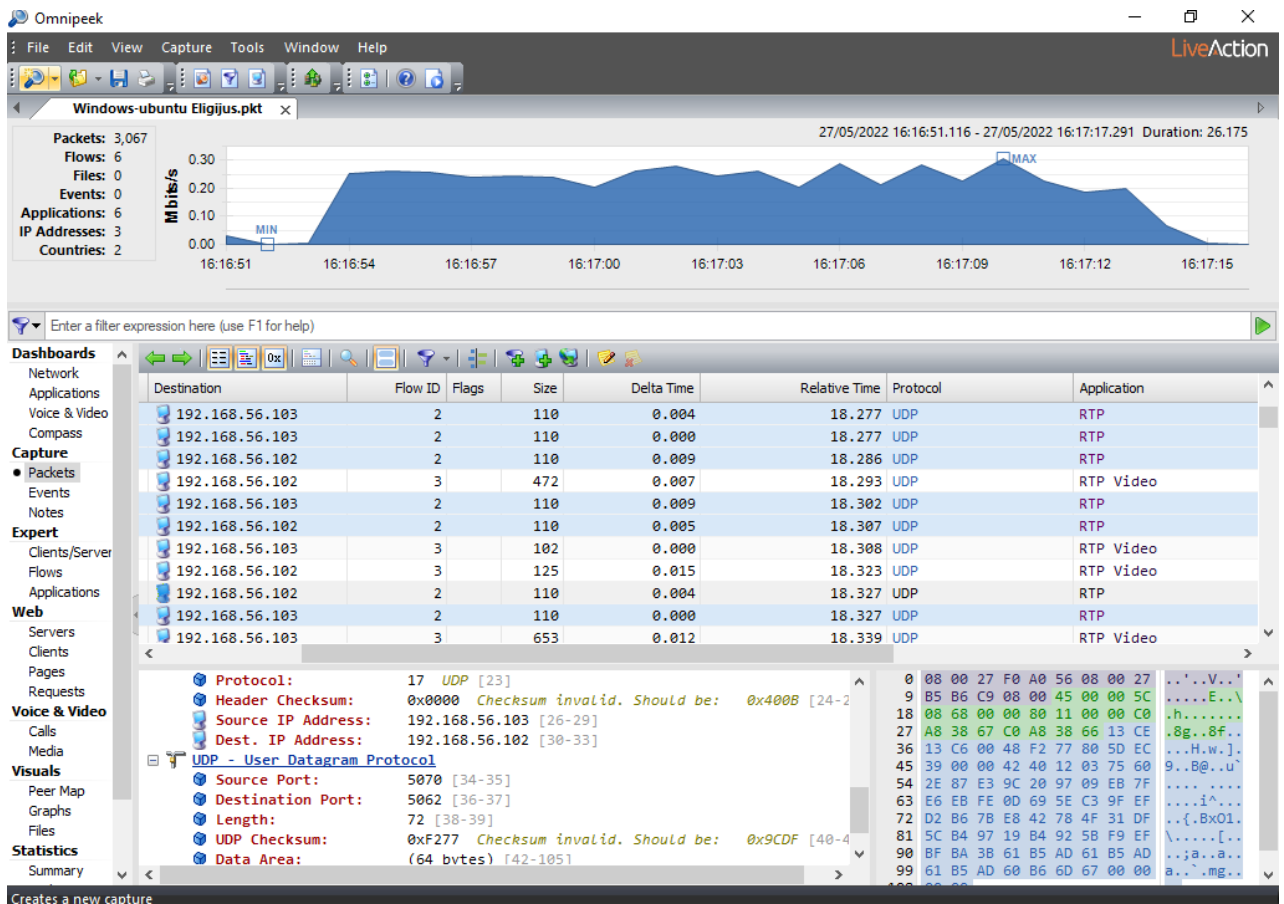 Omnipeek
File Edit View Capture Tools Window Help
LiveAction
Windows-ubuntu Eligijus.pkt
27/05/2022 16:16:51.116 - 27/05/2022 16:17:17.291 Duration: 26.175
Packets: 3,067
Flows: 6
Files: 0
Events: 0
Applications: 6
IP Addresses: 3
Countries: 2
Mbits/s
0.30
0.20
0.10
0.00
MIN
MAX
16:16:51 16:16:54 16:16:57 16:17:00 16:17:03 16:17:06 16:17:09 16:17:12 16:17:15
Enter a filter expression here (use F1 for help)
Dashboards
Network
Applications
Voice & Video
Compass
Capture
Packets
Events
Notes
Expert
Clients/Server
Flows
Applications
Web
Servers
Clients
Pages
Requests
Voice & Video
Calls
Media
Visuals
Peer Map
Graphs
Files
Statistics
Summary
Destination Flow ID Flags Size Delta Time Relative Time Protocol Application
192.168.56.103 2 110 0.004 18.277 UDP RTP
192.168.56.103 2 110 0.000 18.277 UDP RTP
192.168.56.102 2 110 0.009 18.286 UDP RTP
192.168.56.102 3 472 0.007 18.293 UDP RTP Video
192.168.56.103 2 110 0.009 18.302 UDP RTP
192.168.56.102 2 110 0.005 18.307 UDP RTP
192.168.56.103 3 102 0.000 18.308 UDP RTP Video
192.168.56.102 3 125 0.015 18.323 UDP RTP Video
192.168.56.102 2 110 0.004 18.327 UDP RTP
192.168.56.103 2 110 0.000 18.327 UDP RTP
192.168.56.103 3 653 0.012 18.339 UDP RTP Video
Protocol: 17 UDP [23]
Header Checksum: 0x0000 Checksum invalid. Should be: 0x400B [24-2
Source IP Address: 192.168.56.103 [26-29]
Dest. IP Address: 192.168.56.102 [30-33]
UDP - User Datagram Protocol
Source Port: 5070 [34-35]
Destination Port: 5062 [36-37]
Length: 72 [38-39]
UDP Checksum: 0xF277 Checksum invalid. Should be: 0x9CDF [40-4
Data Area: (64 bytes) [42-105]
0 08 00 27 F0 A0 56 08 00 27 ..'..V..'
9 B5 B6 C9 08 00 45 00 00 5C .....E..\
18 08 68 00 00 80 11 00 00 C0 .h.......
27 A8 38 67 C0 A8 38 66 13 CE .8g..8f..
36 13 C6 00 48 F2 77 80 5D EC ...H.w.].
45 39 00 00 42 40 12 03 75 60 9..B@..u`
54 2E 87 E3 9C 20 97 09 EB 7F .... ....
63 E6 EB FE 0D 69 5E C3 9F EF ....i^...
72 D2 B6 7B E8 42 78 4F 31 DF ..{.BxO1.
81 5C B4 97 19 B4 92 5B F9 EF \.....[..
90 BF BA 3B 61 B5 AD 61 B5 AD ..;a..a..
99 61 B5 AD 60 B6 6D 67 00 00 a..`.mg..
Creates a new capture